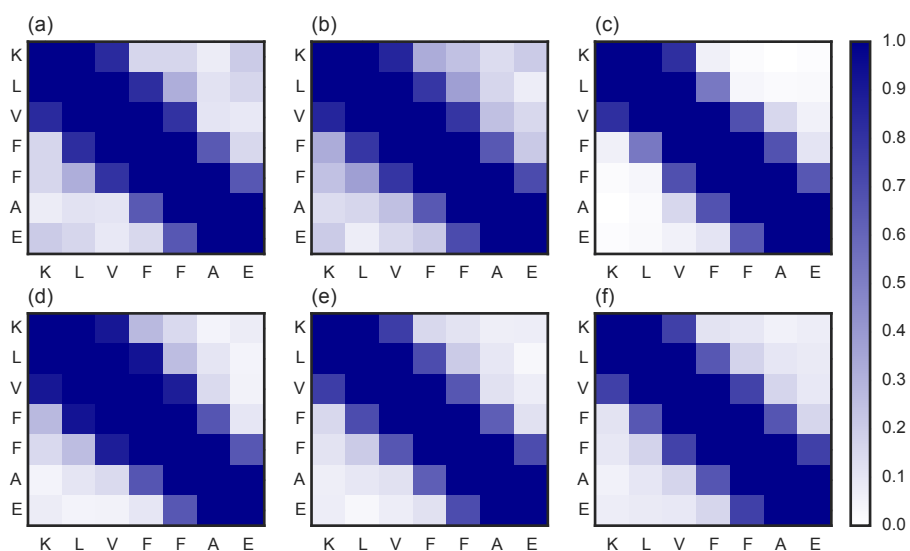 (a) (b) (c)
K 1.0
L 0.9
V 0.8
F 0.7
F
A
E
K L V F F A E K L V F F A E K L V F F A E
0.6
0.5
(d) (e) (f)
K 0.4
L
V 0.3
F
F 0.2
A 0.1
E 0.0
K L V F F A E K L V F F A E K L V F F A E